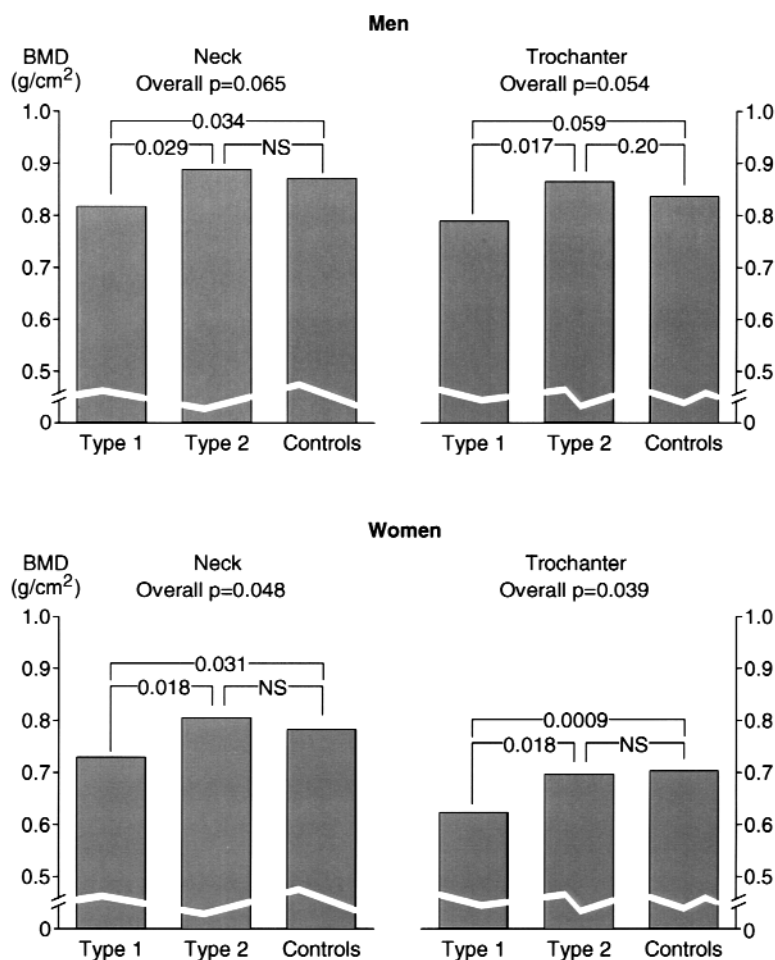 Men
BMD
(g/cm2)
Neck
Overall p=0.065
Trochanter
Overall p=0.054
1.0
0.9
0.8
0.7
0.6
0.5
0
0.034
0.029
NS
Type 1
Type 2
Controls
0.059
0.017
0.20
Type 1
Type 2
Controls
1.0
0.9
0.8
0.7
0.6
0.5
0
Women
BMD
(g/cm2)
Neck
Overall p=0.048
Trochanter
Overall p=0.039
1.0
0.9
0.8
0.7
0.6
0.5
0
0.031
0.018
NS
Type 1
Type 2
Controls
0.0009
0.018
NS
Type 1
Type 2
Controls
1.0
0.9
0.8
0.7
0.6
0.5
0